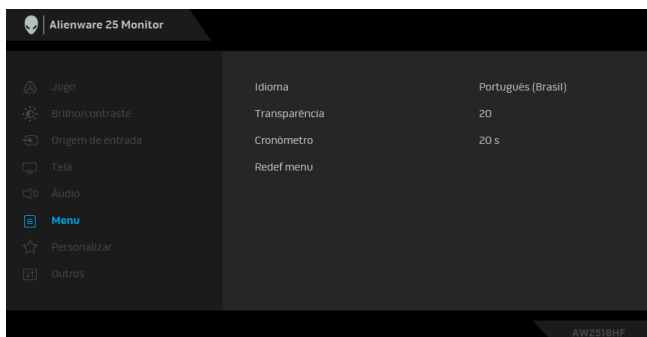 Alienware 25 Monitor
Jogo
Idioma Português (Brasil)
Brilho/contraste
Transparência 20
Origem de entrada
Cronômetro 20 s
Tela
Redef menu
Áudio
Menu
Personalizar
Outros
AW2518HF